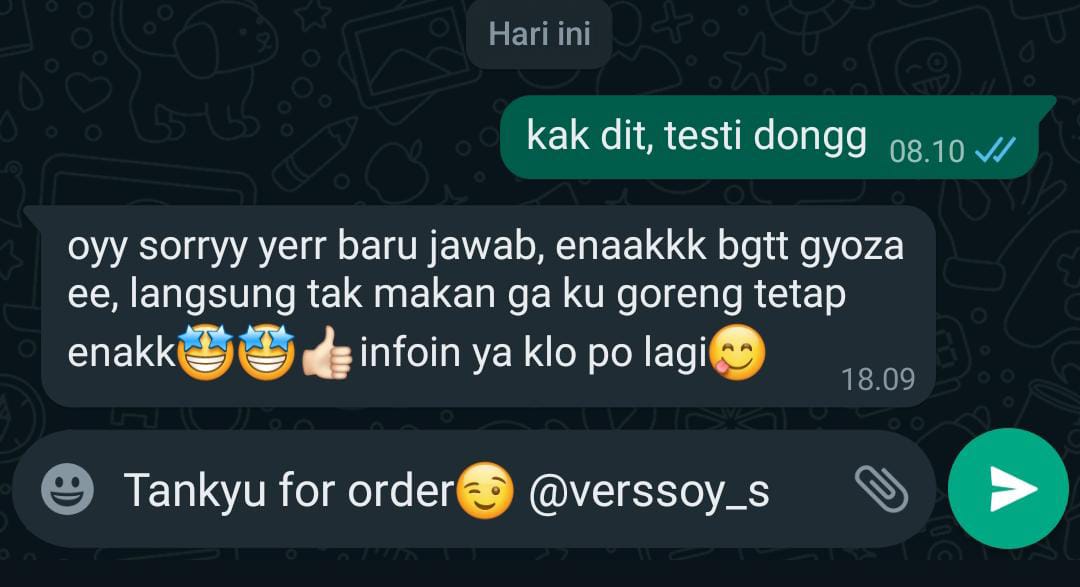 Hari ini
kak dit, testi dongg 08.10
oyy sorryy yerr baru jawab, enaakkk bgtt gyoza
ee, langsung tak makan ga ku goreng tetap
enakk🤩🤩👍🏻infoin ya klo po lagi😋
18.09
Tankyu for order😉 @verssoy_s